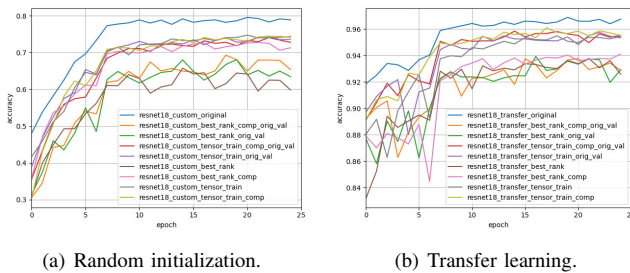 0.8
0.7
0.6
0.5
0.4
0.3
accuracy
0
5
10
15
20
25
epoch
resnet18_custom_original
resnet18_custom_best_rank_comp_orig_val
resnet18_custom_best_rank_orig_val
resnet18_custom_tensor_train_comp_orig_val
resnet18_custom_tensor_train_orig_val
resnet18_custom_best_rank
resnet18_custom_best_rank_comp
resnet18_custom_tensor_train
resnet18_custom_tensor_train_comp
(a) Random initialization.
0.96
0.94
0.92
0.90
0.88
0.86
0.84
accuracy
0
5
10
15
20
epoch
resnet18_transfer_original
resnet18_transfer_best_rank_comp_orig_val
resnet18_transfer_best_rank_orig_val
resnet18_transfer_tensor_train_comp_orig_val
resnet18_transfer_tensor_train_orig_val
resnet18_transfer_best_rank
resnet18_transfer_best_rank_comp
resnet18_transfer_tensor_train
resnet18_transfer_tensor_train_comp
(b) Transfer learning.